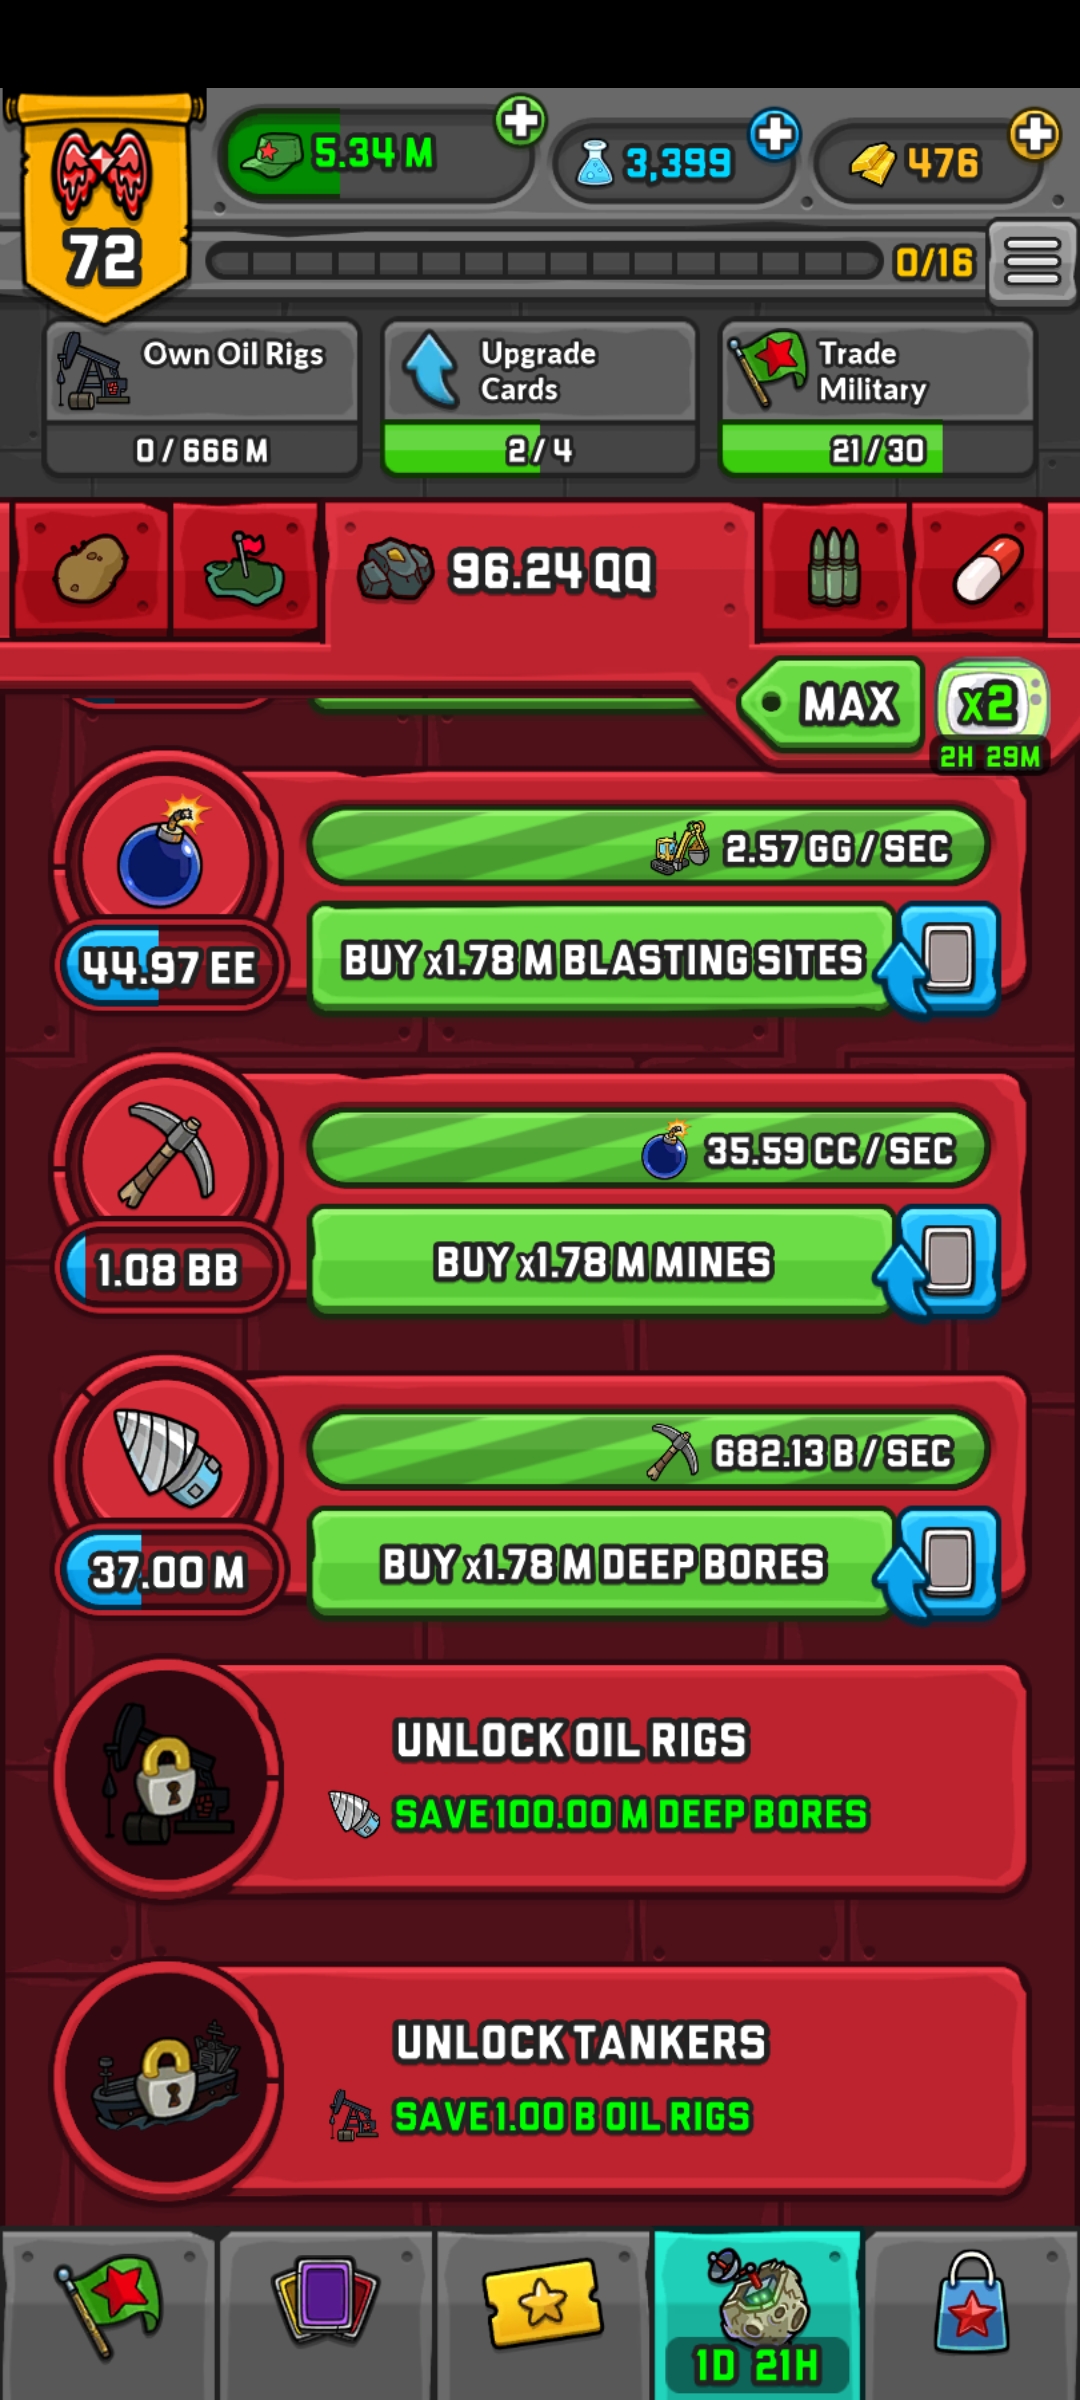 5.34 M
3,399
476
72
0/16
Own Oil Rigs
0 / 666 M
Upgrade
Cards
2 / 4
Trade
Military
21 / 30
96.24 QQ
MAX
x2
2H 29M
2.57 GG / SEC
44.97 EE
BUY x1.78 M BLASTING SITES
35.59 CC / SEC
1.08 BB
BUY x1.78 M MINES
682.13 B / SEC
37.00 M
BUY x1.78 M DEEP BORES
UNLOCK OIL RIGS
SAVE 100.00 M DEEP BORES
UNLOCK TANKERS
SAVE 1.00 B OIL RIGS
1D 21H